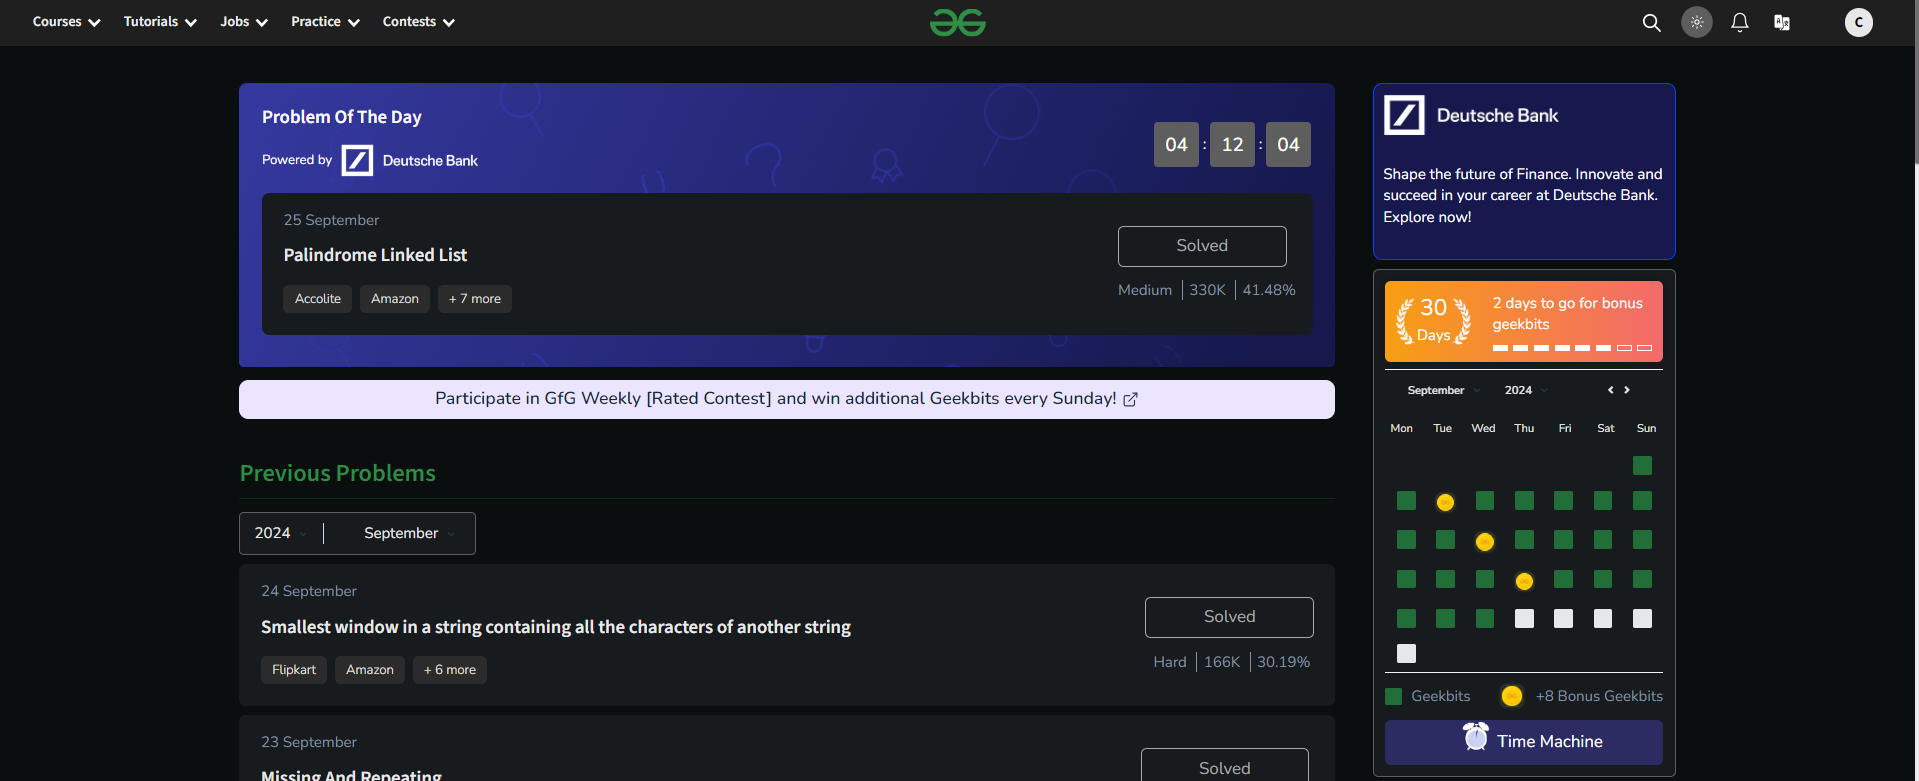 Courses Tutorials Jobs Practice Contests
C
Problem Of The Day
Powered by Deutsche Bank
04 : 12 : 04
25 September
Palindrome Linked List
Accolite Amazon + 7 more
Solved
Medium 330K 41.48%
Participate in GfG Weekly [Rated Contest] and win additional Geekbits every Sunday!
Previous Problems
2024 September
24 September
Smallest window in a string containing all the characters of another string
Flipkart Amazon + 6 more
Solved
Hard 166K 30.19%
23 September
Missing And Repeating
Solved
Deutsche Bank
Shape the future of Finance. Innovate and
succeed in your career at Deutsche Bank.
Explore now!
30
Days
2 days to go for bonus
geekbits
September 2024
Mon Tue Wed Thu Fri Sat Sun
Geekbits +8 Bonus Geekbits
Time Machine